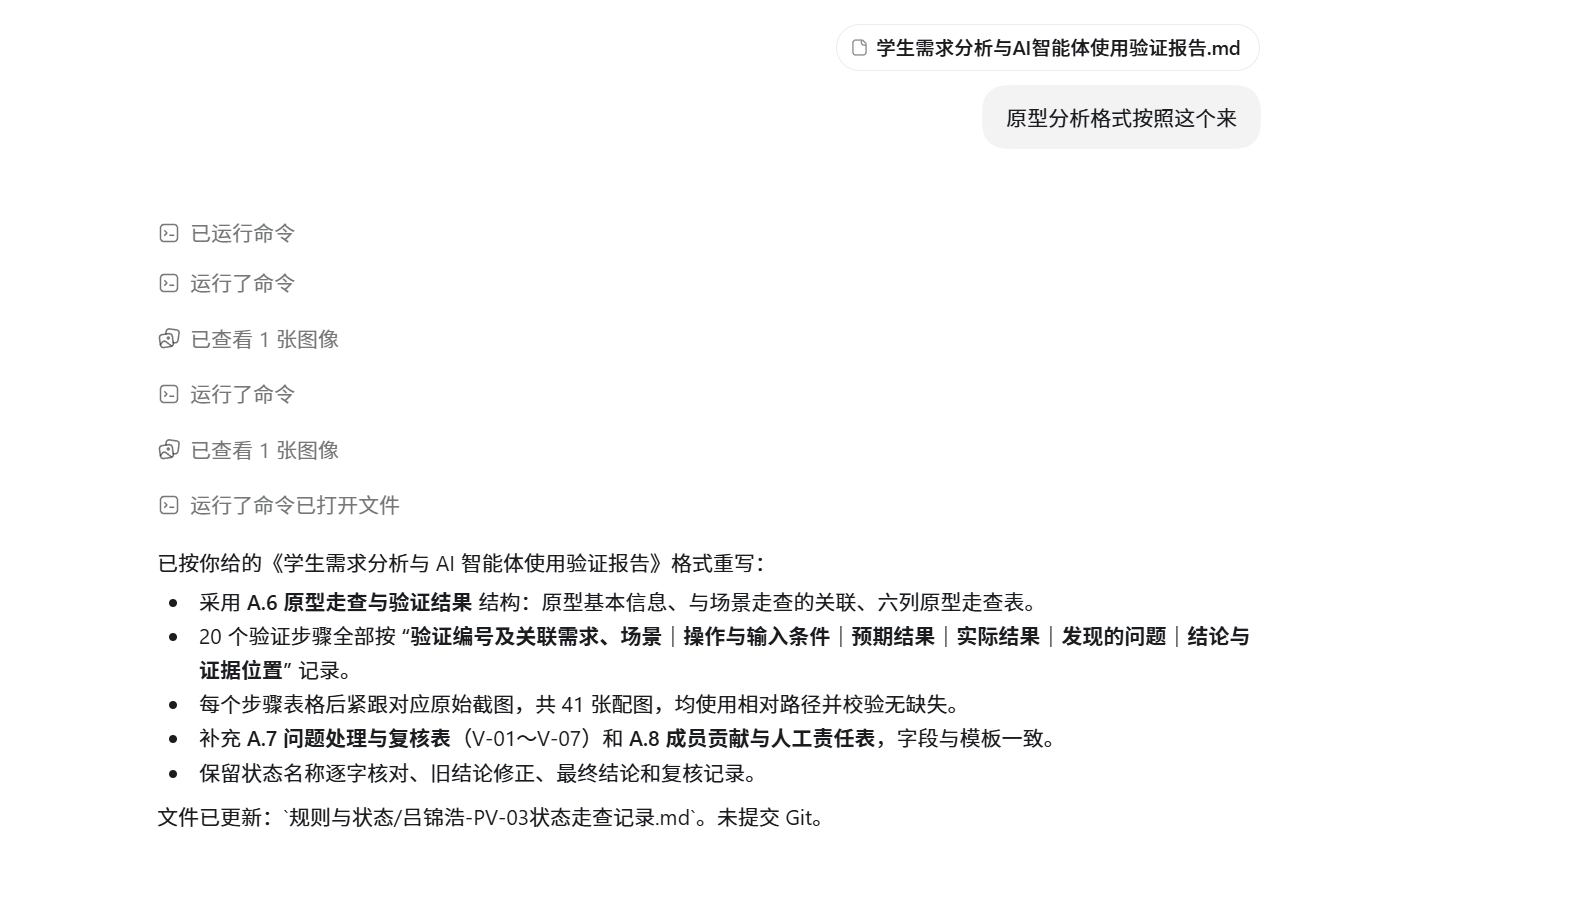 学生需求分析与AI智能体使用验证报告.md
原型分析格式按照这个来
已运行命令
运行了命令
已查看 1 张图像
运行了命令
已查看 1 张图像
运行了命令已打开文件
已按你给的《学生需求分析与 AI 智能体使用验证报告》格式重写：
• 采用 A.6 原型走查与验证结果 结构：原型基本信息、与场景走查的关联、六列原型走查表。
• 20 个验证步骤全部按 “验证编号及关联需求、场景｜操作与输入条件｜预期结果｜实际结果｜发现的问题｜结论与
证据位置” 记录。
• 每个步骤表格后紧跟对应原始截图，共 41 张配图，均使用相对路径并校验无缺失。
• 补充 A.7 问题处理与复核表（V-01～V-07）和 A.8 成员贡献与人工责任表，字段与模板一致。
• 保留状态名称逐字核对、旧结论修正、最终结论和复核记录。
文件已更新：`规则与状态/吕锦浩-PV-03状态走查记录.md`。未提交 Git。